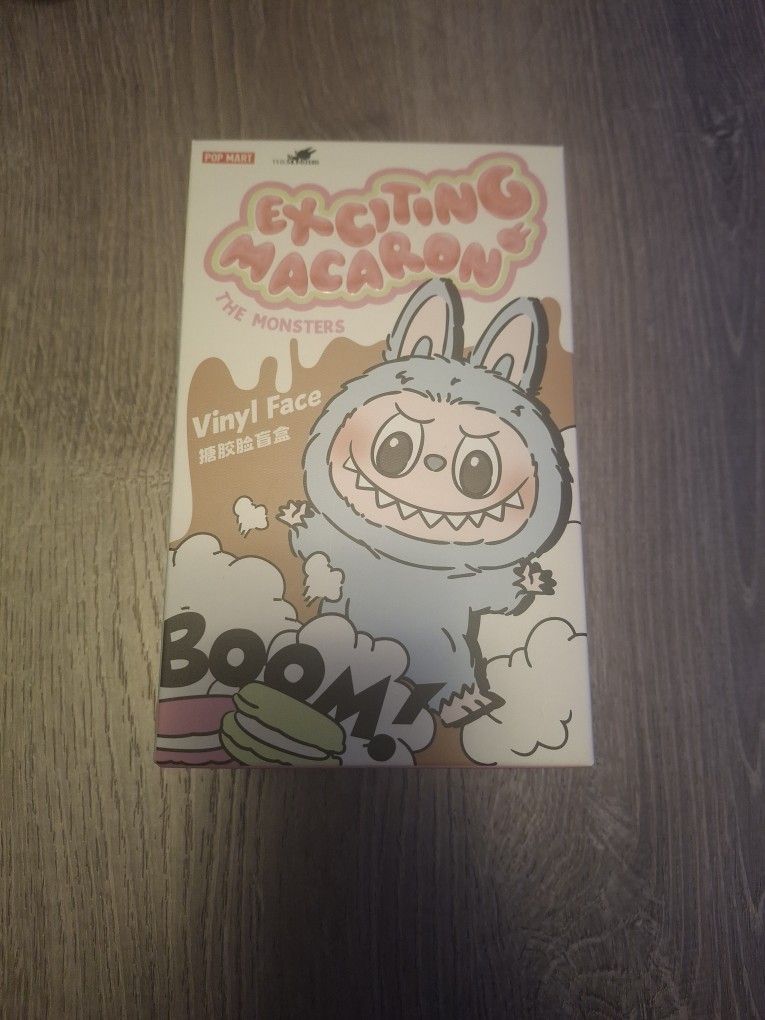 POP MART
EXCITING
MACARON
THE MONSTERS
Vinyl Face
搪胶脸盲盒
BOOM!